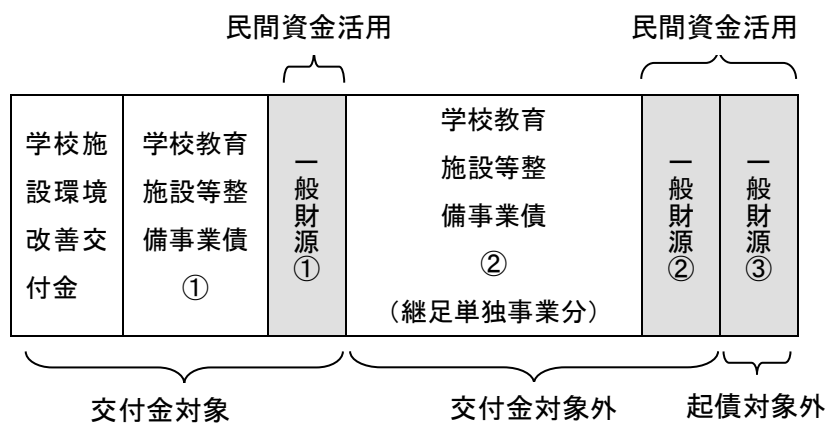 民間資金活用
民間資金活用
学校施
設環境
改善交
付金
学校教育
施設等整
備事業債
①
一般財源①
学校教育
施設等整
備事業債
②
（継足単独事業分）
一般財源②
一般財源③
交付金対象
交付金対象外
起債対象外